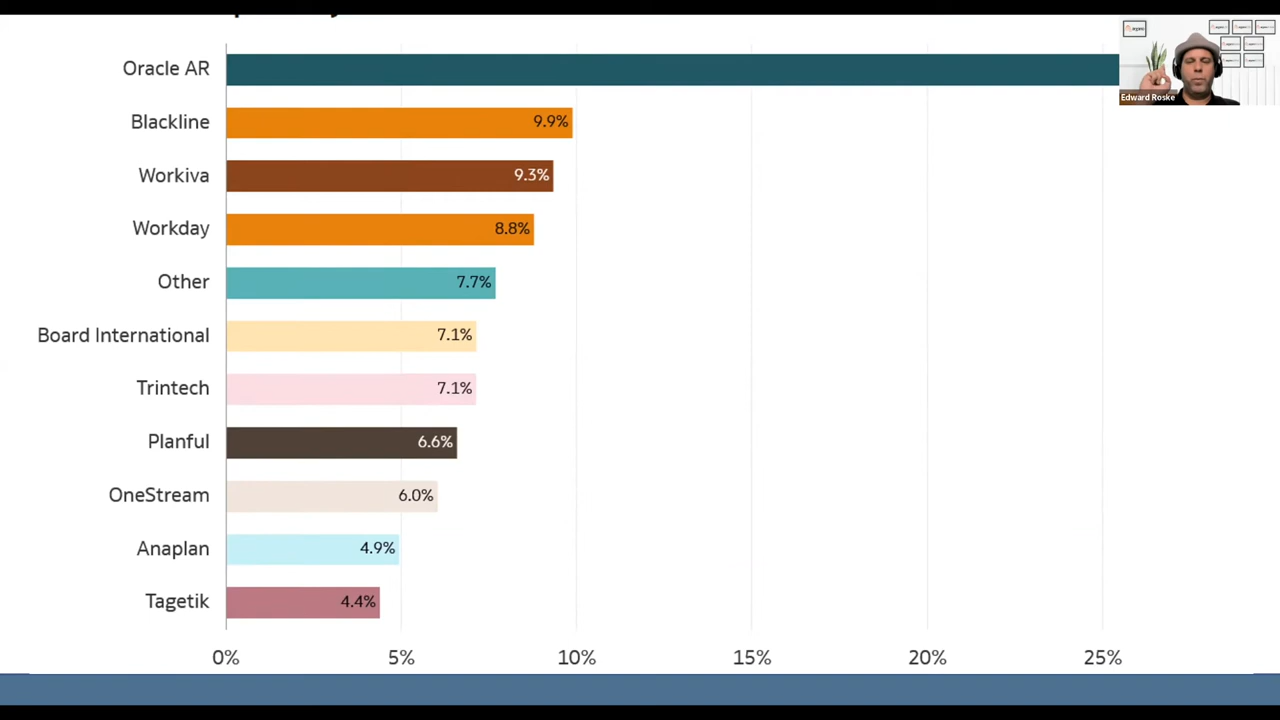 Oracle AR
Edward Roske
Blackline 9.9%
Workiva 9.3%
Workday 8.8%
Other 7.7%
Board International 7.1%
Trintech 7.1%
Planful 6.6%
OneStream 6.0%
Anaplan 4.9%
Tagetik 4.4%
0% 5% 10% 15% 20% 25%